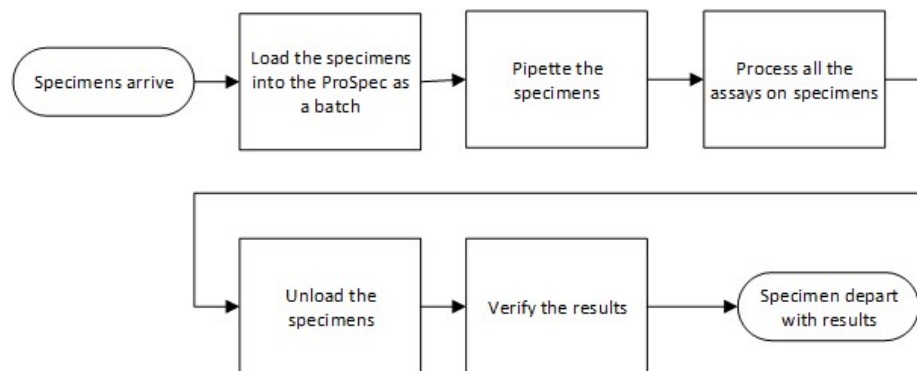 Specimens arrive
Load the specimens
into the ProSpec as
a batch
Pipette the
specimens
Process all the
assays on specimens
Unload the
specimens
Verify the results
Specimen depart
with results